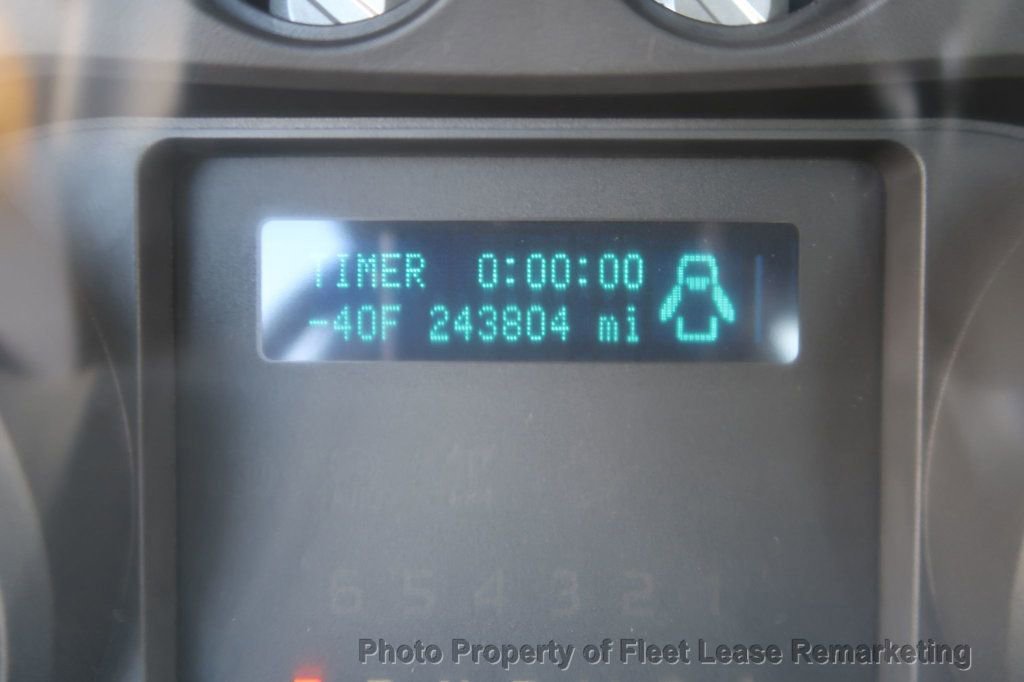 TIMER 0:00:00
-40F 243804 mi
6 5 4 3 2 1
Photo Property of Fleet Lease Remarketing